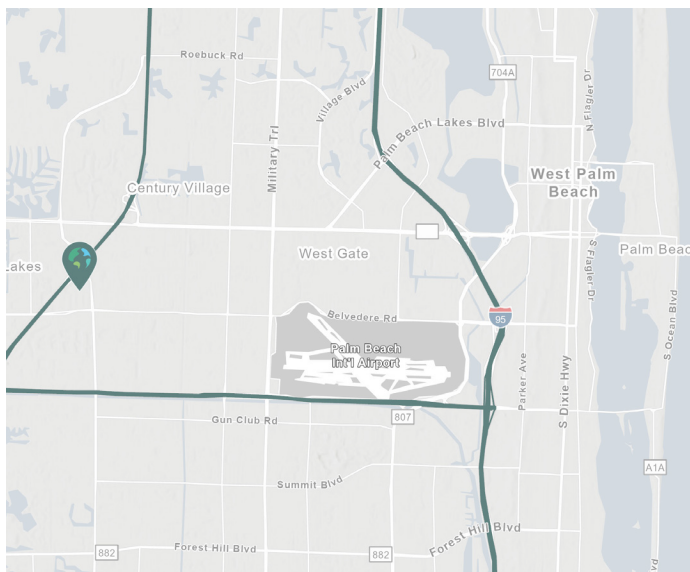 Roebuck Rd
704A
N Flagler Dr
Village Blvd
Military Trl
Palm Beach Lakes Blvd
West Palm
Beach
Century Village
Lakes
West Gate
S Flagler Dr
Palm Beac
Belvedere Rd
95
S Ocean Blvd
Palm Beach
Int'l Airport
Parker Ave
S Dixie Hwy
Gun Club Rd
807
A1A
Summit Blvd
Forest Hill Blvd
882
Forest Hill Blvd
882
vd